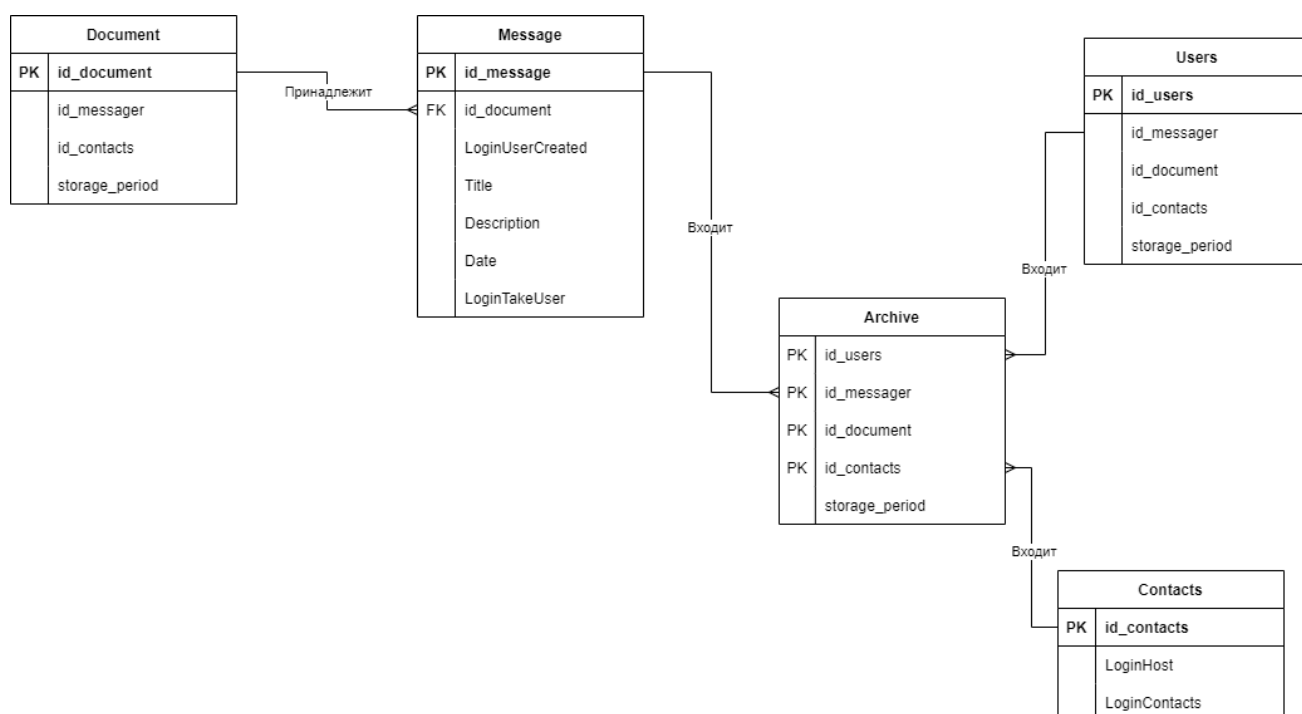 Document
PK id_document
id_messager
id_contacts
storage_period
Принадлежит
Message
PK id_message
FK id_document
LoginUserCreated
Title
Description
Date
LoginTakeUser
Входит
Users
PK id_users
id_messager
id_document
id_contacts
storage_period
Входит
Archive
PK id_users
PK id_messager
PK id_document
PK id_contacts
storage_period
Входит
Contacts
PK id_contacts
LoginHost
LoginContacts